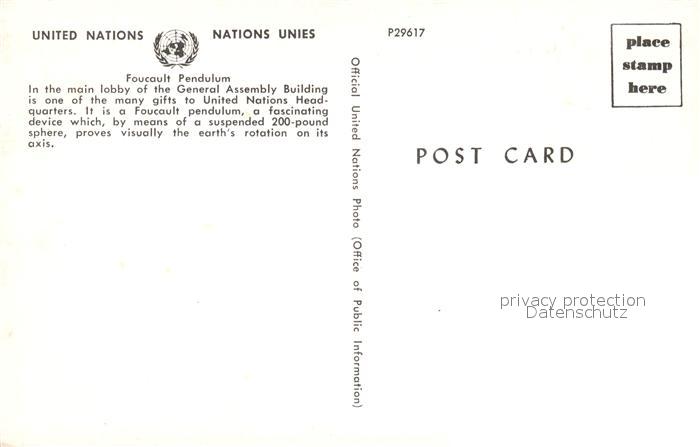 UNITED NATIONS NATIONS UNIES
Foucault Pendulum
In the main lobby of the General Assembly Building
is one of the many gifts to United Nations Head-
quarters. It is a Foucault pendulum, a fascinating
device which, by means of a suspended 200-pound
sphere, proves visually the earth's rotation on its
axis.
Official United Nations Photo (Office of Public Information)
P29617
place
stamp
here
POST CARD
privacy protection
Datenschutz